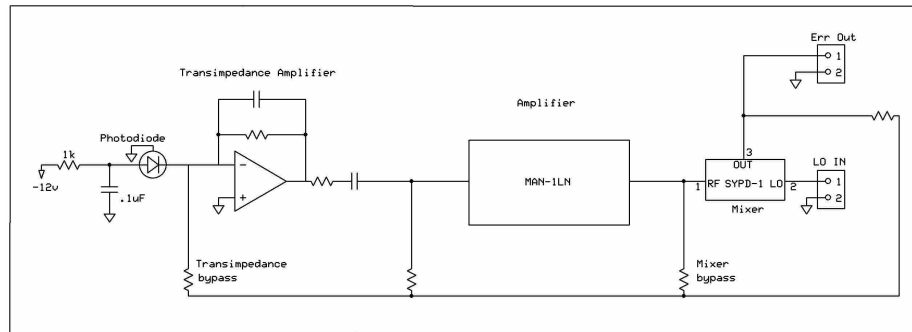 Err Out
1
2
Transimpedance Amplifier
Amplifier
Photodiode
1k
-12v
.1uF
-
+
MAN-1LN
3
OUT
1
RF SYPD-1 LO
2
Mixer
LO IN
1
2
Transimpedance
bypass
Mixer
bypass